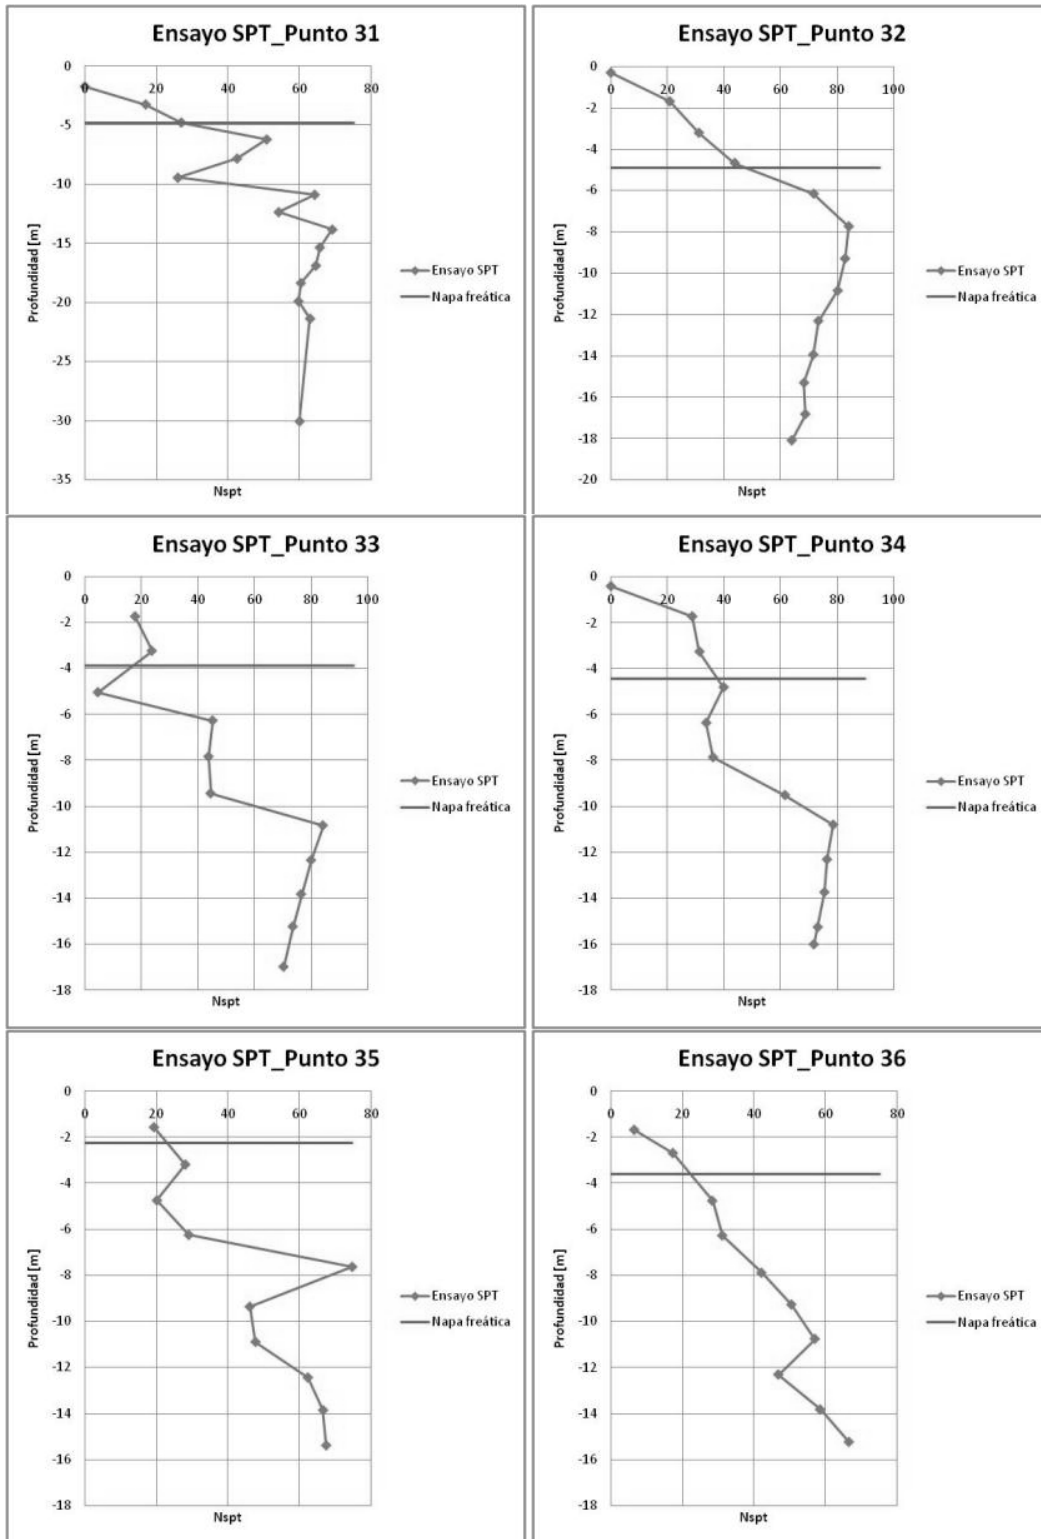 Ensayo SPT_Punto 31
0
0 20 40 60 80
-5
-10
-15
-20
-25
-30
-35
Profundidad [m]
Nspt
Ensayo SPT
Napa freática
Ensayo SPT_Punto 32
0
0 20 40 60 80 100
-2
-4
-6
-8
-10
-12
-14
-16
-18
-20
Profundidad [m]
Nspt
Ensayo SPT
Napa freática
Ensayo SPT_Punto 33
0
0 20 40 60 80 100
-2
-4
-6
-8
-10
-12
-14
-16
-18
Profundidad [m]
Nspt
Ensayo SPT
Napa freática
Ensayo SPT_Punto 34
0
0 20 40 60 80 100
-2
-4
-6
-8
-10
-12
-14
-16
-18
Profundidad [m]
Nspt
Ensayo SPT
Napa freática
Ensayo SPT_Punto 35
0
0 20 40 60 80
-2
-4
-6
-8
-10
-12
-14
-16
-18
Profundidad [m]
Nspt
Ensayo SPT
Napa freática
Ensayo SPT_Punto 36
0
0 20 40 60 80
-2
-4
-6
-8
-10
-12
-14
-16
-18
Profundidad [m]
Nspt
Ensayo SPT
Napa freática